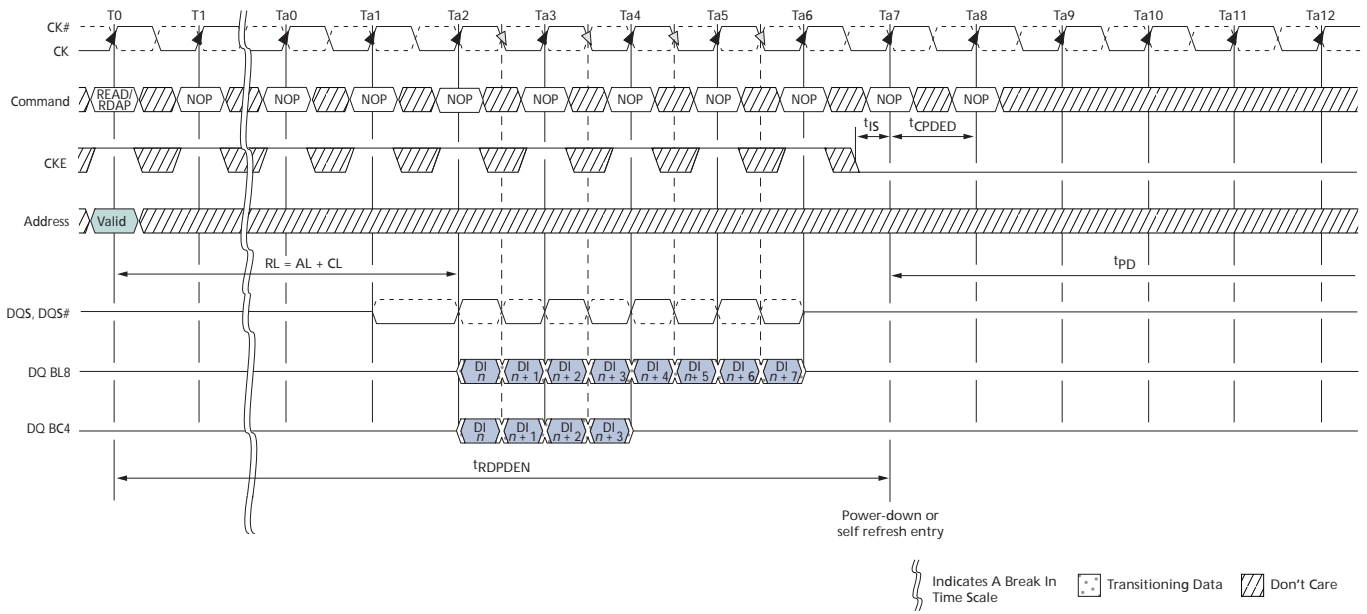 T0 T1 Ta0 Ta1 Ta2 Ta3 Ta4 Ta5 Ta6 Ta7 Ta8 Ta9 Ta10 Ta11 Ta12
CK#
CK
Command READ/ RDAP NOP NOP NOP NOP NOP NOP NOP NOP NOP NOP
tIS tCPDED
CKE
Address Valid
RL = AL + CL
tPD
DQS, DQS#
DQ BL8 DI n DI n + 1 DI n + 2 DI n + 3 DI n + 4 DI n+ 5 DI n + 6 DI n + 7
DQ BC4 DI n DI n + 1 DI n + 2 DI n + 3
tRDPDEN
Power-down or
self refresh entry
Indicates A Break In
Time Scale
Transitioning Data
Don't Care